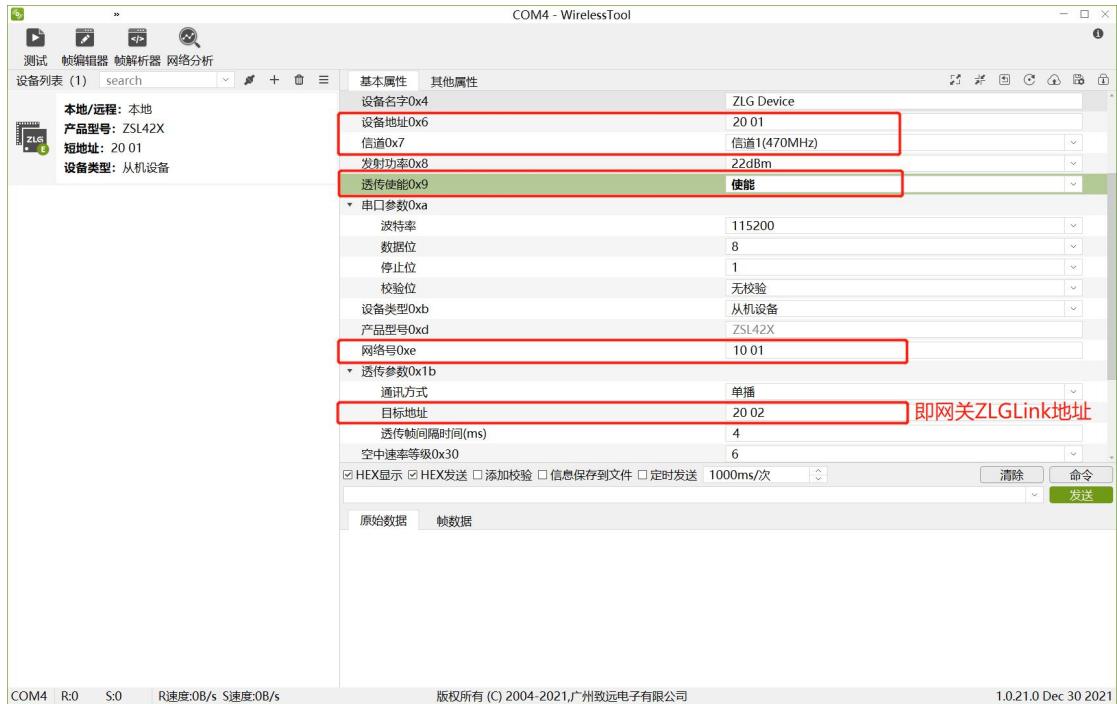 » COM4 - WirelessTool
测试 帧编辑器 帧解析器 网络分析
设备列表 (1) search
本地/远程：本地
产品型号：ZSL42X
短地址：20 01
设备类型：从机设备
ZLG
E
基本属性 其他属性
设备名字0x4 ZLG Device
设备地址0x6 20 01
信道0x7 信道1(470MHz)
发射功率0x8 22dBm
透传使能0x9 使能
串口参数0xa
波特率 115200
数据位 8
停止位 1
校验位 无校验
设备类型0xb 从机设备
产品型号0xd ZSL42X
网络号0xe 10 01
透传参数0x1b
通讯方式 单播
目标地址 20 02 即网关ZLGLink地址
透传帧间隔时间(ms) 4
空中速率等级0x30 6
HEX显示 HEX发送 添加校验 信息保存到文件 定时发送 1000ms/次 清除 命令
发送
原始数据 帧数据
COM4 R:0 S:0 R速度:0B/s S速度:0B/s 版权所有 (C) 2004-2021,广州致远电子有限公司 1.0.21.0 Dec 30 2021